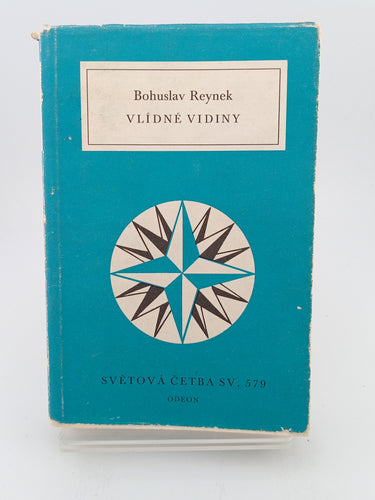 Bohuslav Reynek
VLÍDNÉ VIDINY
SVĚTOVÁ ČETBA SV. 579
ODEON